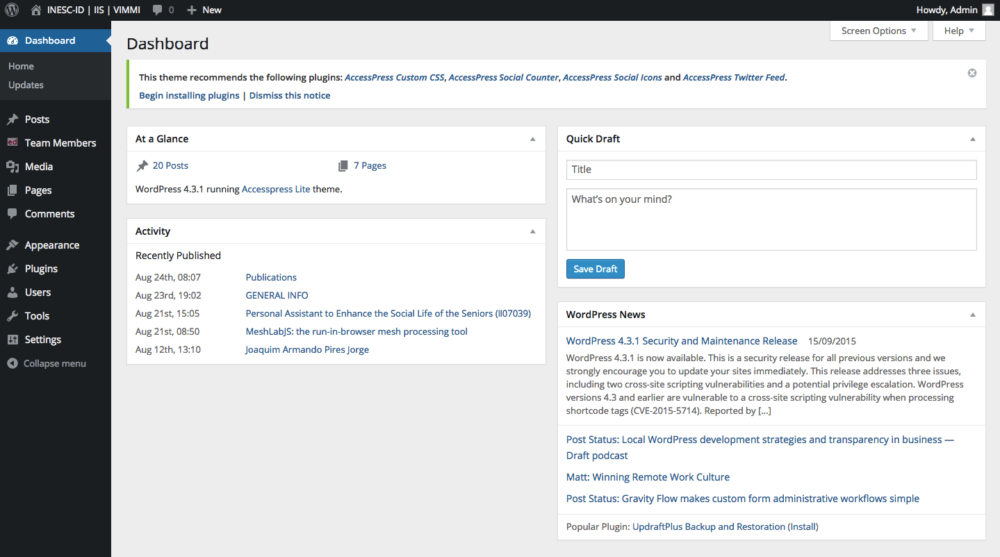 INESC-ID | IIS | VIMMI 0 New Howdy, Admin
Dashboard
Home
Updates
Posts
ed Team Members
Media
Pages
Comments
Appearance
Plugins
Users
Tools
Settings
Collapse menu
Screen Options Help
Dashboard
This theme recommends the following plugins: AccessPress Custom CSS, AccessPress Social Counter, AccessPress Social Icons and AccessPress Twitter Feed.
Begin installing plugins | Dismiss this notice
At a Glance
20 Posts 7 Pages
WordPress 4.3.1 running Accesspress Lite theme.
Activity
Recently Published
Aug 24th, 08:07 Publications
Aug 23rd, 19:02 GENERAL INFO
Aug 21st, 15:05 Personal Assistant to Enhance the Social Life of the Seniors (ll07039)
Aug 21st, 08:50 MeshLabJS: the run-in-browser mesh processing tool
Aug 12th, 13:10 Joaquim Armando Pires Jorge
Quick Draft
Title
What's on your mind?
Save Draft
WordPress News
WordPress 4.3.1 Security and Maintenance Release 15/09/2015
WordPress 4.3.1 is now available. This is a security release for all previous versions and we
strongly encourage you to update your sites immediately. This release addresses three issues,
including two cross-site scripting vulnerabilities and a potential privilege escalation. WordPress
versions 4.3 and earlier are vulnerable to a cross-site scripting vulnerability when processing
shortcode tags (CVE-2015-5714). Reported by [...]
Post Status: Local WordPress development strategies and transparency in business —
Draft podcast
Matt: Winning Remote Work Culture
Post Status: Gravity Flow makes custom form administrative workflows simple
Popular Plugin: UpdraftPlus Backup and Restoration (Install)